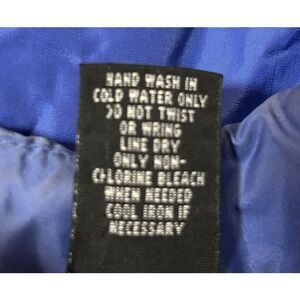 HAND WASH IN
COLD WATER ONLY
DO NOT TWIST
OR WRING
LINE DRY
ONLY NON-
CHLORINE BLEACH
WHEN NEEDED
COOL IRON IF
NECESSARY